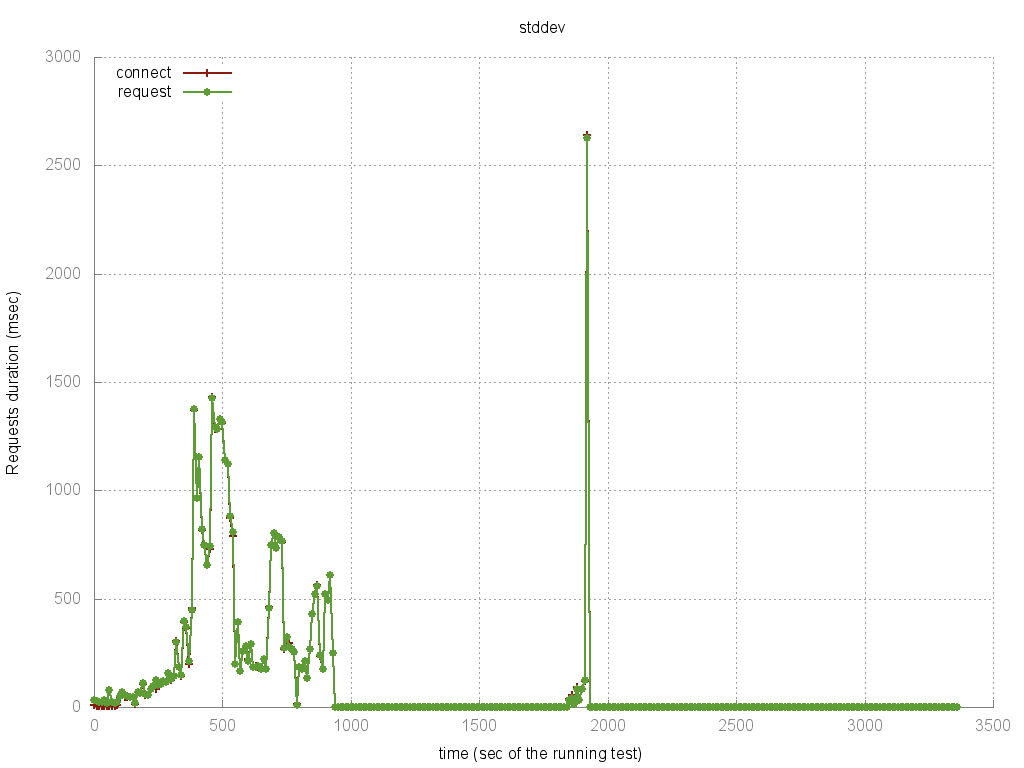 stddev
connect
request
Requests duration (msec)
3000
2500
2000
1500
1000
500
0
0 500 1000 1500 2000 2500 3000 3500
time (sec of the running test)